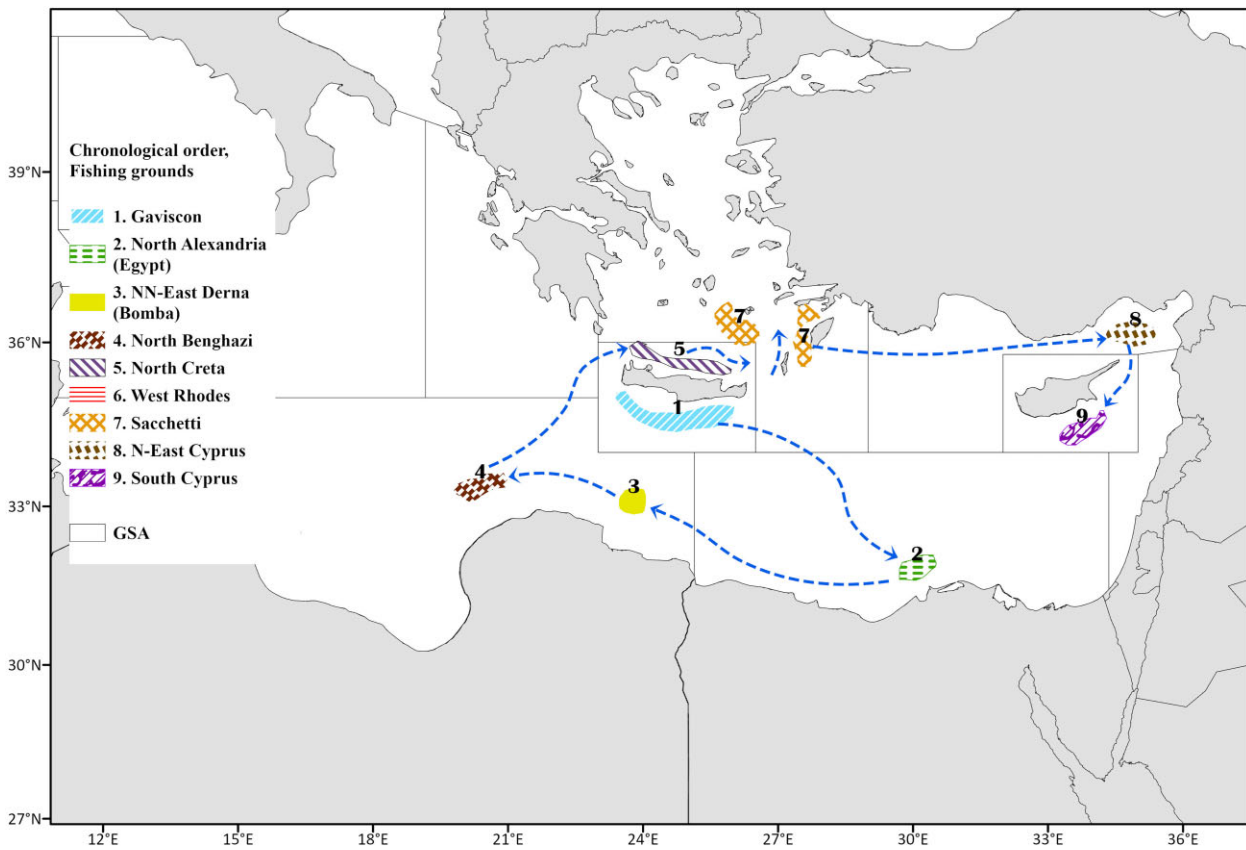 Chronological order,
Fishing grounds
1. Gaviscon
2. North Alexandria
(Egypt)
3. NN-East Derna
(Bomba)
4. North Benghazi
5. North Creta
6. West Rhodes
7. Sacchetti
8. N-East Cyprus
9. South Cyprus
GSA
39°N
36°N
33°N
30°N
27°N
12°E
15°E
18°E
21°E
24°E
27°E
30°E
33°E
36°E
7
7
8
5
1
9
4
3
2